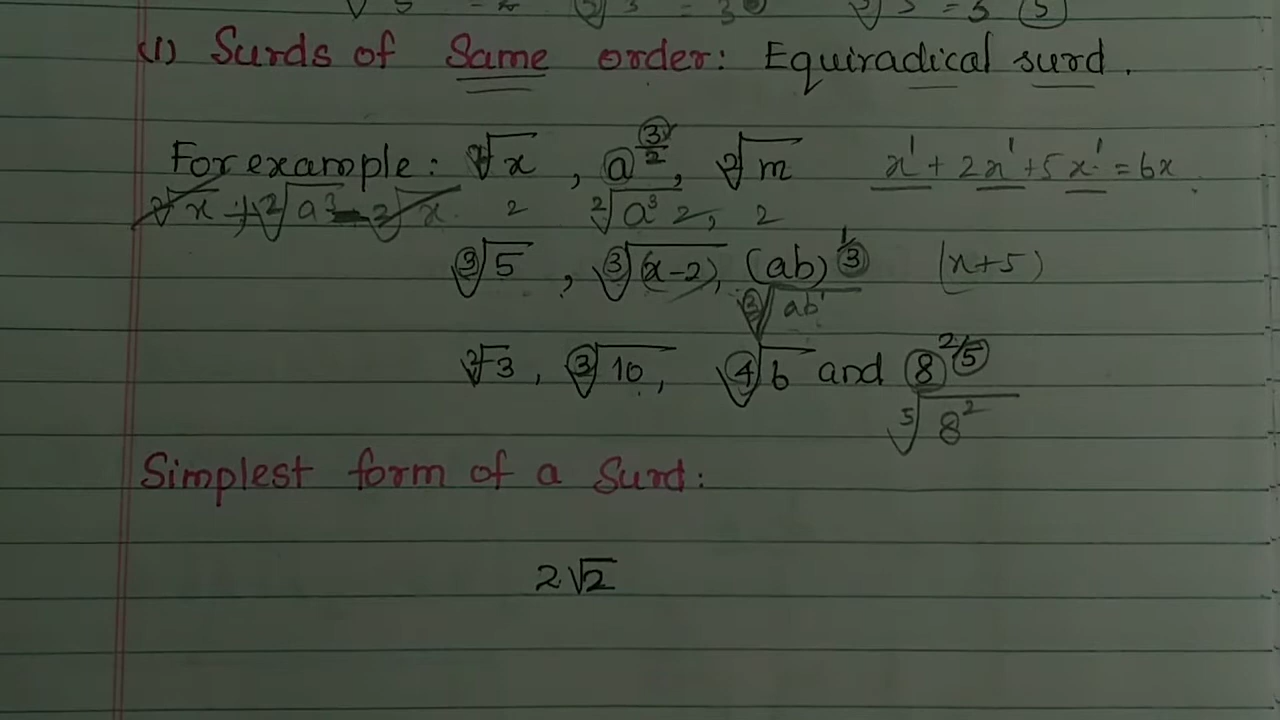 (1) Surds of Same order: Equiradical surd.
For example: ²√x, a^(3/2), ²√m x¹ + 2x¹ + 5x¹ = 6x
²√x + ²√a³ - ²√x 2 ²√a³ 2, 2
³√5, ³√(x-2), (ab)^(1/3) (x+5)
³√ab¹
²√3, ³√10, ⁴√6 and 8^(2/5)
⁵√8²
Simplest form of a Surd:
2√2